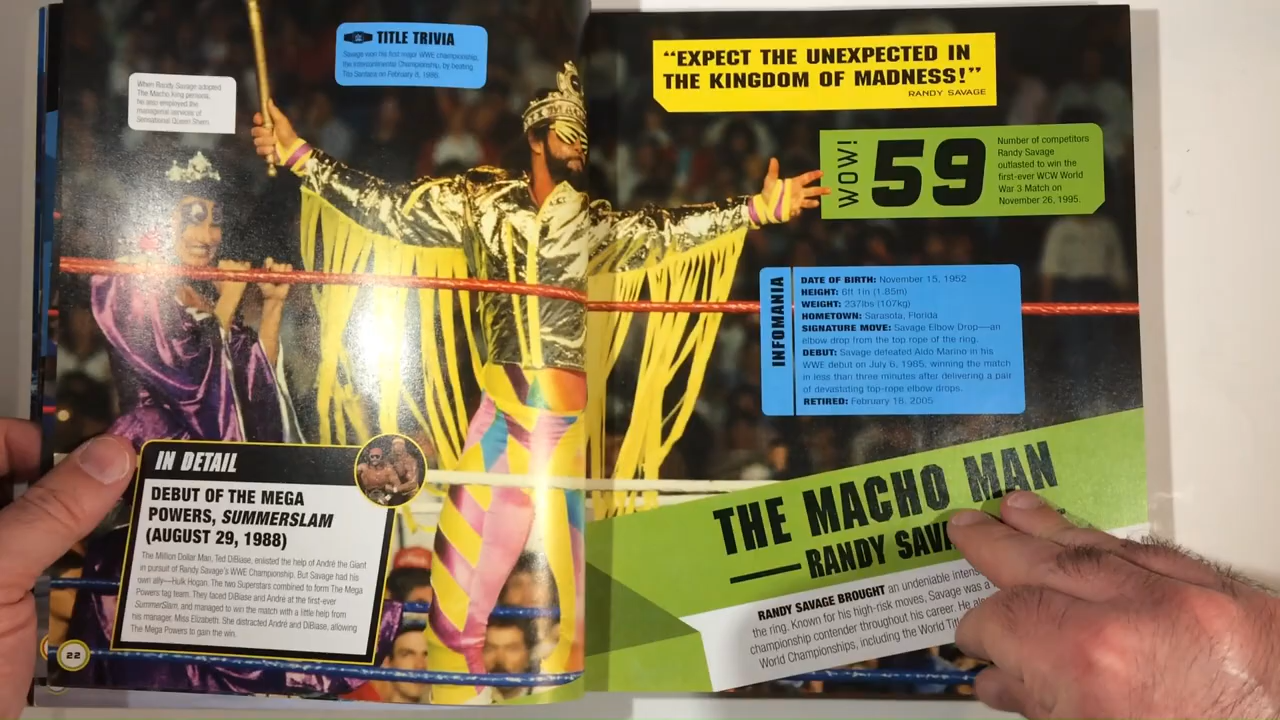 TITLE TRIVIA
Savage won his first major WWE championship,
the Intercontinental Championship, by beating
Tito Santana on February 8, 1986.
When Randy Savage adopted
The Macho King persona,
he also employed the
managerial services of
Sensational Queen Sherri.
IN DETAIL
DEBUT OF THE MEGA
POWERS, SUMMERSLAM
(AUGUST 29, 1988)
The Million Dollar Man, Ted DiBiase, enlisted the help of André the Giant
in pursuit of Randy Savage's WWE Championship. But Savage had his
own ally—Hulk Hogan. The two Superstars combined to form The Mega
Powers tag team. They faced DiBiase and André at the first-ever
SummerSlam, and managed to win the match with a little help from
his manager, Miss Elizabeth. She distracted André and DiBiase, allowing
The Mega Powers to gain the win.
22
“EXPECT THE UNEXPECTED IN
THE KINGDOM OF MADNESS!”
RANDY SAVAGE
WOW!
59
Number of competitors
Randy Savage
outlasted to win the
first-ever WCW World
War 3 Match on
November 26, 1995.
INFOMANIA
DATE OF BIRTH: November 15, 1952
HEIGHT: 6ft 1in (1.85m)
WEIGHT: 237lbs (107kg)
HOMETOWN: Sarasota, Florida
SIGNATURE MOVE: Savage Elbow Drop—an
elbow drop from the top rope of the ring.
DEBUT: Savage defeated Aldo Marino in his
WWE debut on July 6, 1985, winning the match
in less than three minutes after delivering a pair
of devastating top-rope elbow drops.
RETIRED: February 16, 2005
THE MACHO MAN
RANDY SAVA
RANDY SAVAGE BROUGHT an undeniable intens
the ring. Known for his high-risk moves, Savage was a
championship contender throughout his career. He als
World Championships, including the World Titl